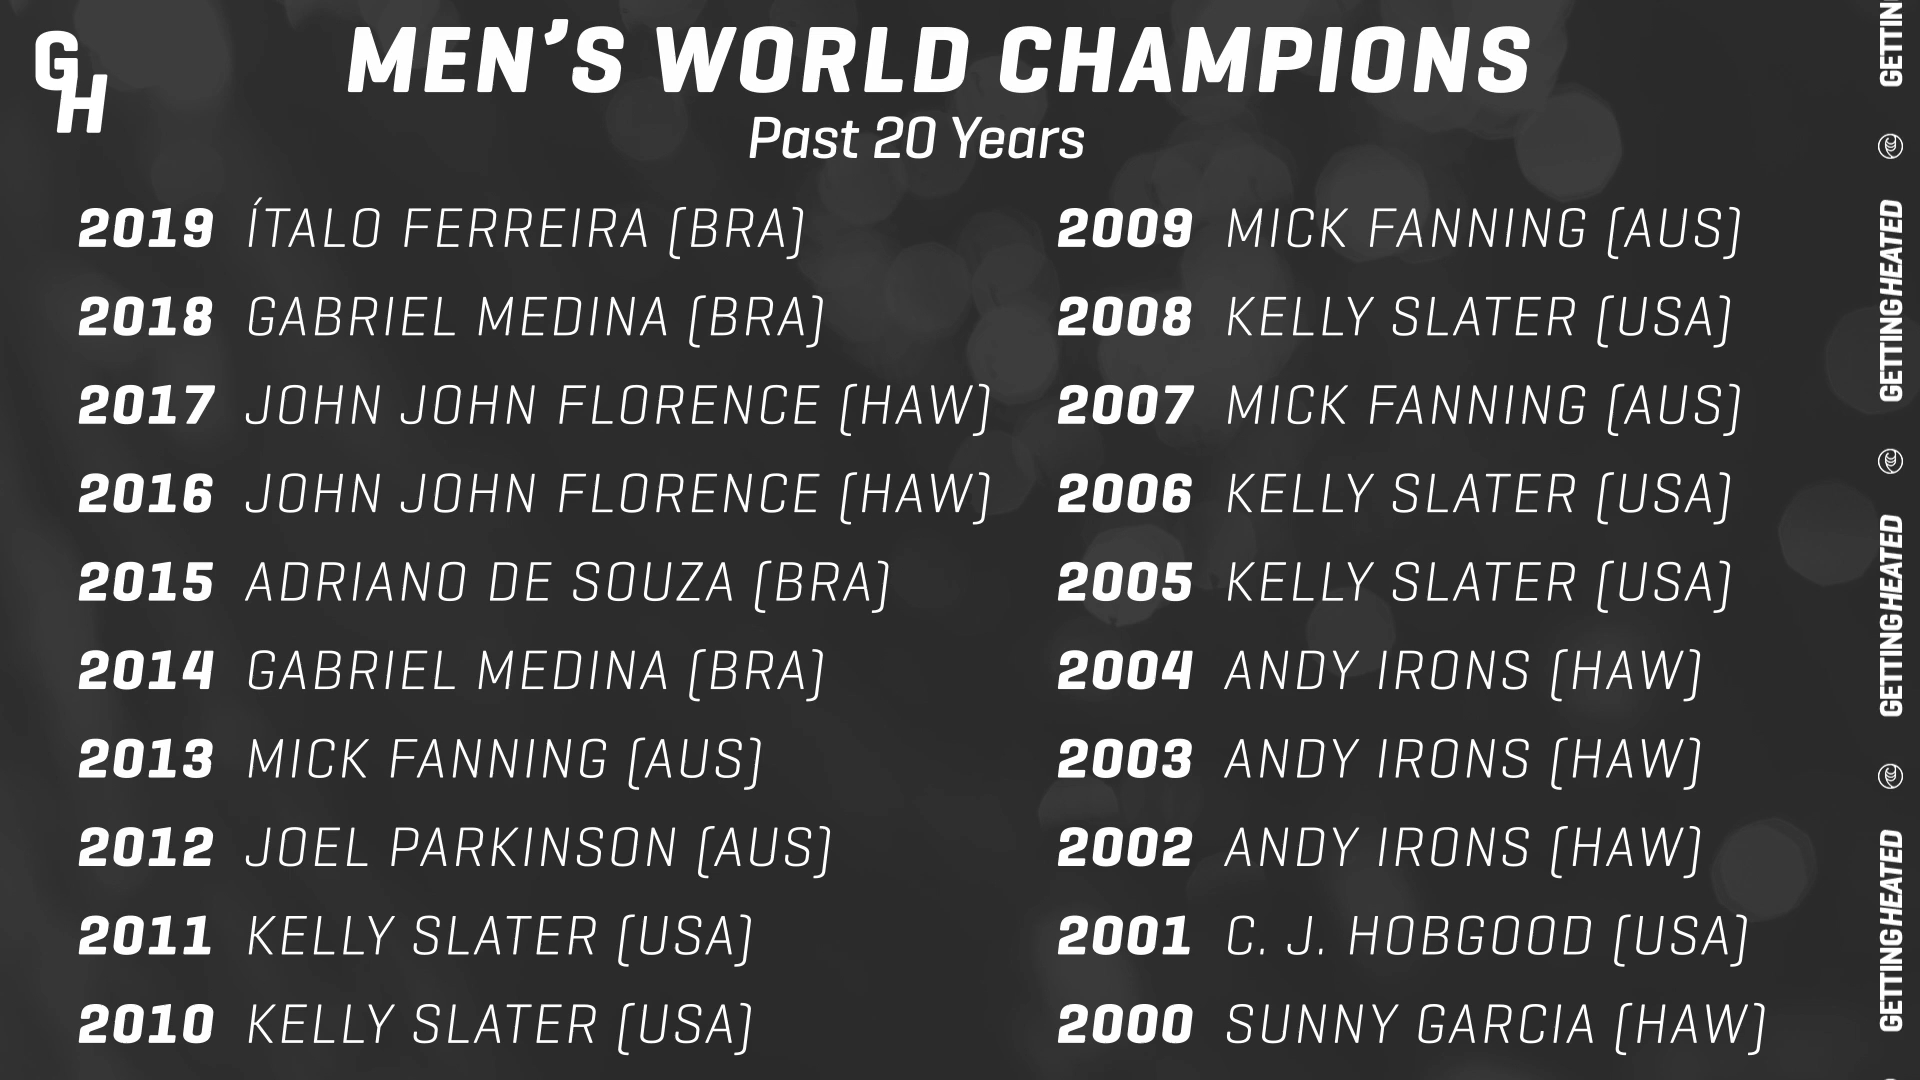 GH
MEN'S WORLD CHAMPIONS
Past 20 Years
2019 ÍTALO FERREIRA (BRA)
2018 GABRIEL MEDINA (BRA)
2017 JOHN JOHN FLORENCE (HAW)
2016 JOHN JOHN FLORENCE (HAW)
2015 ADRIANO DE SOUZA (BRA)
2014 GABRIEL MEDINA (BRA)
2013 MICK FANNING (AUS)
2012 JOEL PARKINSON (AUS)
2011 KELLY SLATER (USA)
2010 KELLY SLATER (USA)
2009 MICK FANNING (AUS)
2008 KELLY SLATER (USA)
2007 MICK FANNING (AUS)
2006 KELLY SLATER (USA)
2005 KELLY SLATER (USA)
2004 ANDY IRONS (HAW)
2003 ANDY IRONS (HAW)
2002 ANDY IRONS (HAW)
2001 C. J. HOBGOOD (USA)
2000 SUNNY GARCIA (HAW)
GETTINGHEATED GETTINGHEATED GETTINGHEATED GETTIN